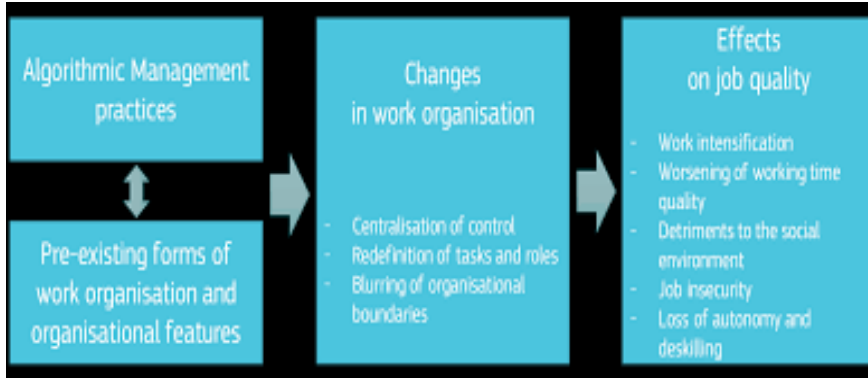 Algorithmic Management
practices
Pre-existing forms of
work organisation and
organisational features
Changes
in work organisation
- Centralisation of control
- Redefinition of tasks and roles
- Blurring of organisational
boundaries
Effects
on job quality
- Work intensification
- Worsening of working time
quality
- Detriments to the social
environment
- Job insecurity
- Loss of autonomy and
deskilling